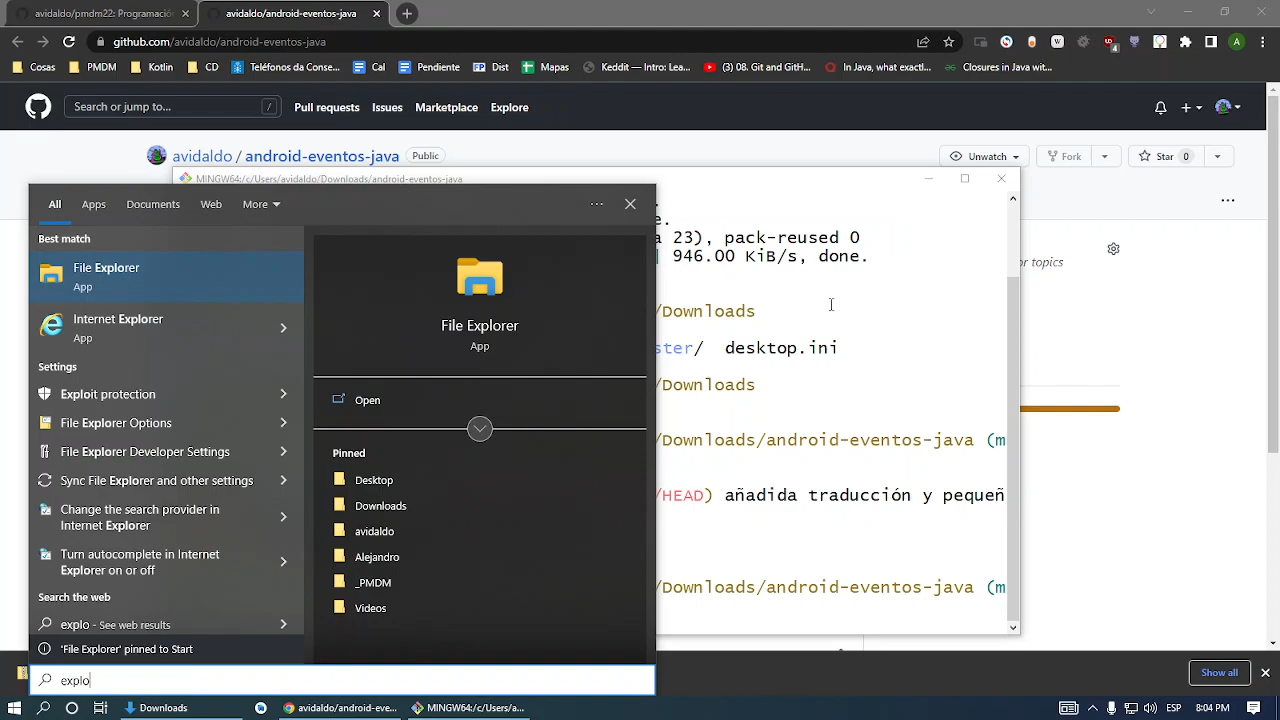 avidaldo/pmdm22: Programació
avidaldo/android-eventos-java
github.com/avidaldo/android-eventos-java
Cosas
PMDM
Kotlin
CD
Teléfonos da Conse...
Cal
Pendiente
Dist
Mapas
Keddit — Intro: Lea...
(3) 08. Git and GitH...
In Java, what exactl...
Closures in Java wit...
Search or jump to...
/
Pull requests
Issues
Marketplace
Explore
avidaldo / android-eventos-java
Public
Unwatch
Fork
Star 0
MINGW64:/c/Users/avidaldo/Downloads/android-eventos-java
e.
a 23), pack-reused 0
| 946.00 KiB/s, done.
/Downloads
ster/ desktop.ini
/Downloads
/Downloads/android-eventos-java (m
/HEAD) añadida traducción y pequeñ
/Downloads/android-eventos-java (m
or topics
All
Apps
Documents
Web
More
Best match
File Explorer
App
Internet Explorer
App
Settings
Exploit protection
File Explorer Options
File Explorer Developer Settings
Sync File Explorer and other settings
Change the search provider in
Internet Explorer
Turn autocomplete in Internet
Explorer on or off
Search the web
explo - See web results
'File Explorer' pinned to Start
File Explorer
App
Open
Pinned
Desktop
Downloads
avidaldo
Alejandro
_PMDM
Videos
explo
Show all
Downloads
avidaldo/android-eve...
MINGW64:/c/Users/a...
ESP
8:04 PM